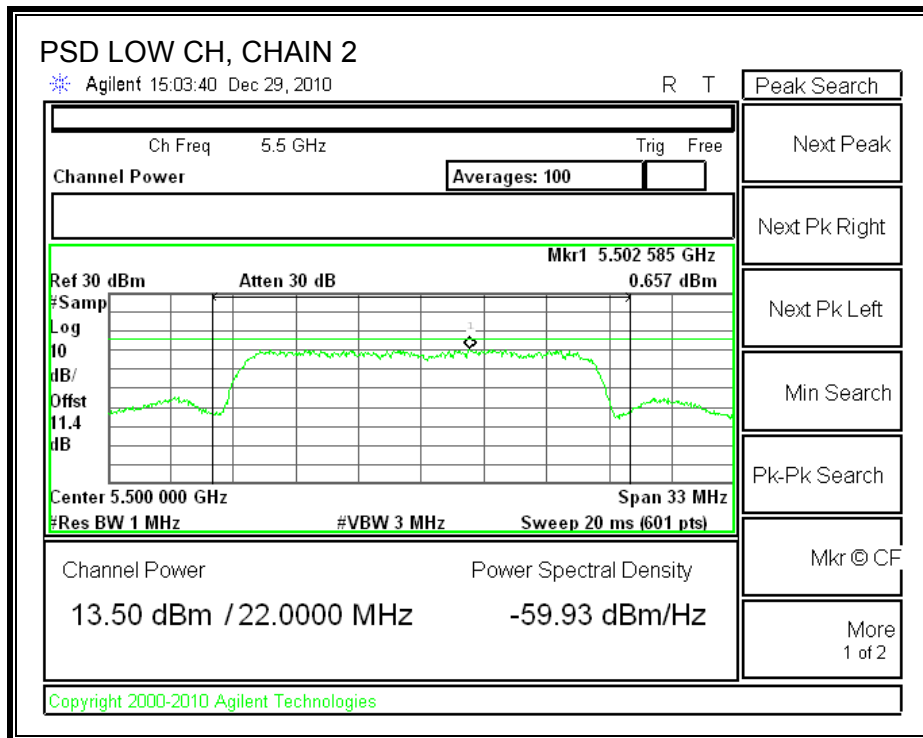 PSD LOW CH, CHAIN 2
Agilent 15:03:40 Dec 29, 2010 R T
Ch Freq 5.5 GHz Trig Free
Channel Power Averages: 100
Mkr1 5.502 585 GHz
Ref 30 dBm Atten 30 dB 0.657 dBm
#Samp
Log
10
dB/
Offst
11.4
dB
1
Center 5.500 000 GHz Span 33 MHz
#Res BW 1 MHz #VBW 3 MHz Sweep 20 ms (601 pts)
Channel Power Power Spectral Density
13.50 dBm / 22.0000 MHz -59.93 dBm/Hz
Copyright 2000-2010 Agilent Technologies
Peak Search
Next Peak
Next Pk Right
Next Pk Left
Min Search
Pk-Pk Search
Mkr © CF
More
1 of 2